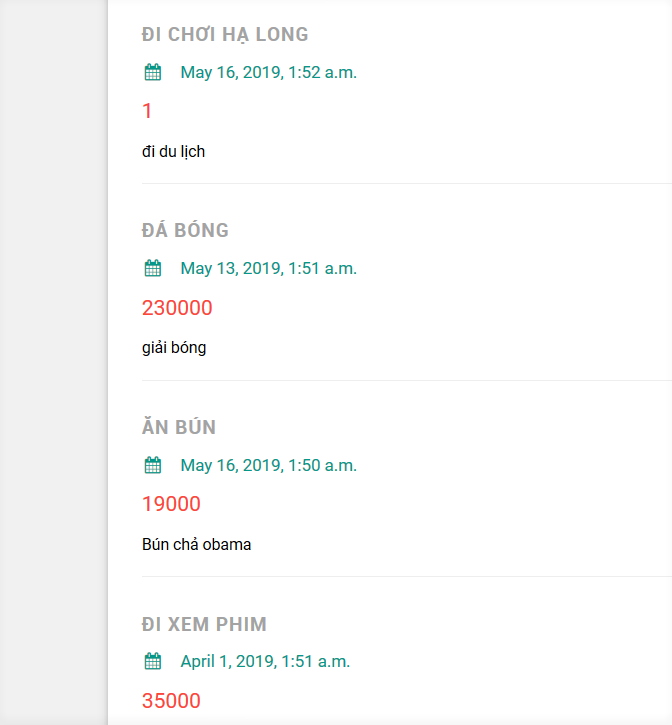 ĐI CHƠI HẠ LONG
May 16, 2019, 1:52 a.m.
1
đi du lịch
ĐÁ BÓNG
May 13, 2019, 1:51 a.m.
230000
giải bóng
ĂN BÚN
May 16, 2019, 1:50 a.m.
19000
Bún chả obama
ĐI XEM PHIM
April 1, 2019, 1:51 a.m.
35000